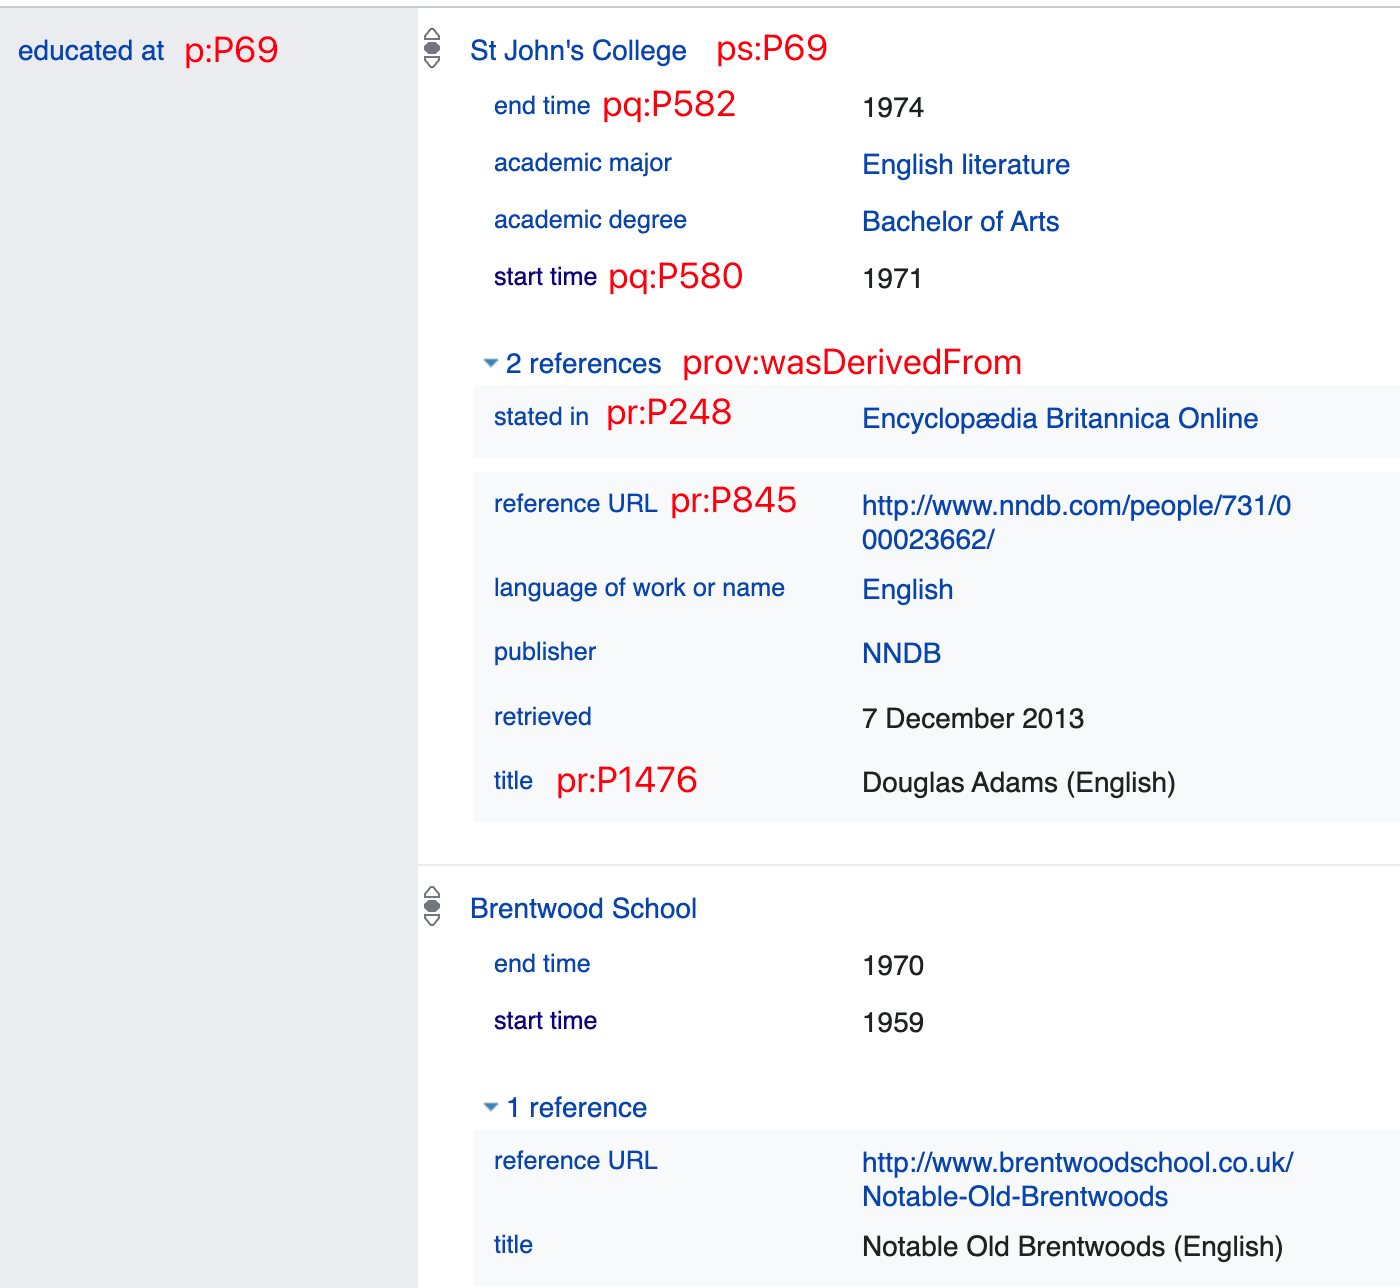 educated at p:P69
St John's College ps:P69
end time pq:P582 1974
academic major English literature
academic degree Bachelor of Arts
start time pq:P580 1971
2 references prov:wasDerivedFrom
stated in pr:P248 Encyclopædia Britannica Online
reference URL pr:P845 http://www.nndb.com/people/731/0
00023662/
language of work or name English
publisher NNDB
retrieved 7 December 2013
title pr:P1476 Douglas Adams (English)
Brentwood School
end time 1970
start time 1959
1 reference
reference URL http://www.brentwoodschool.co.uk/
Notable-Old-Brentwoods
title Notable Old Brentwoods (English)